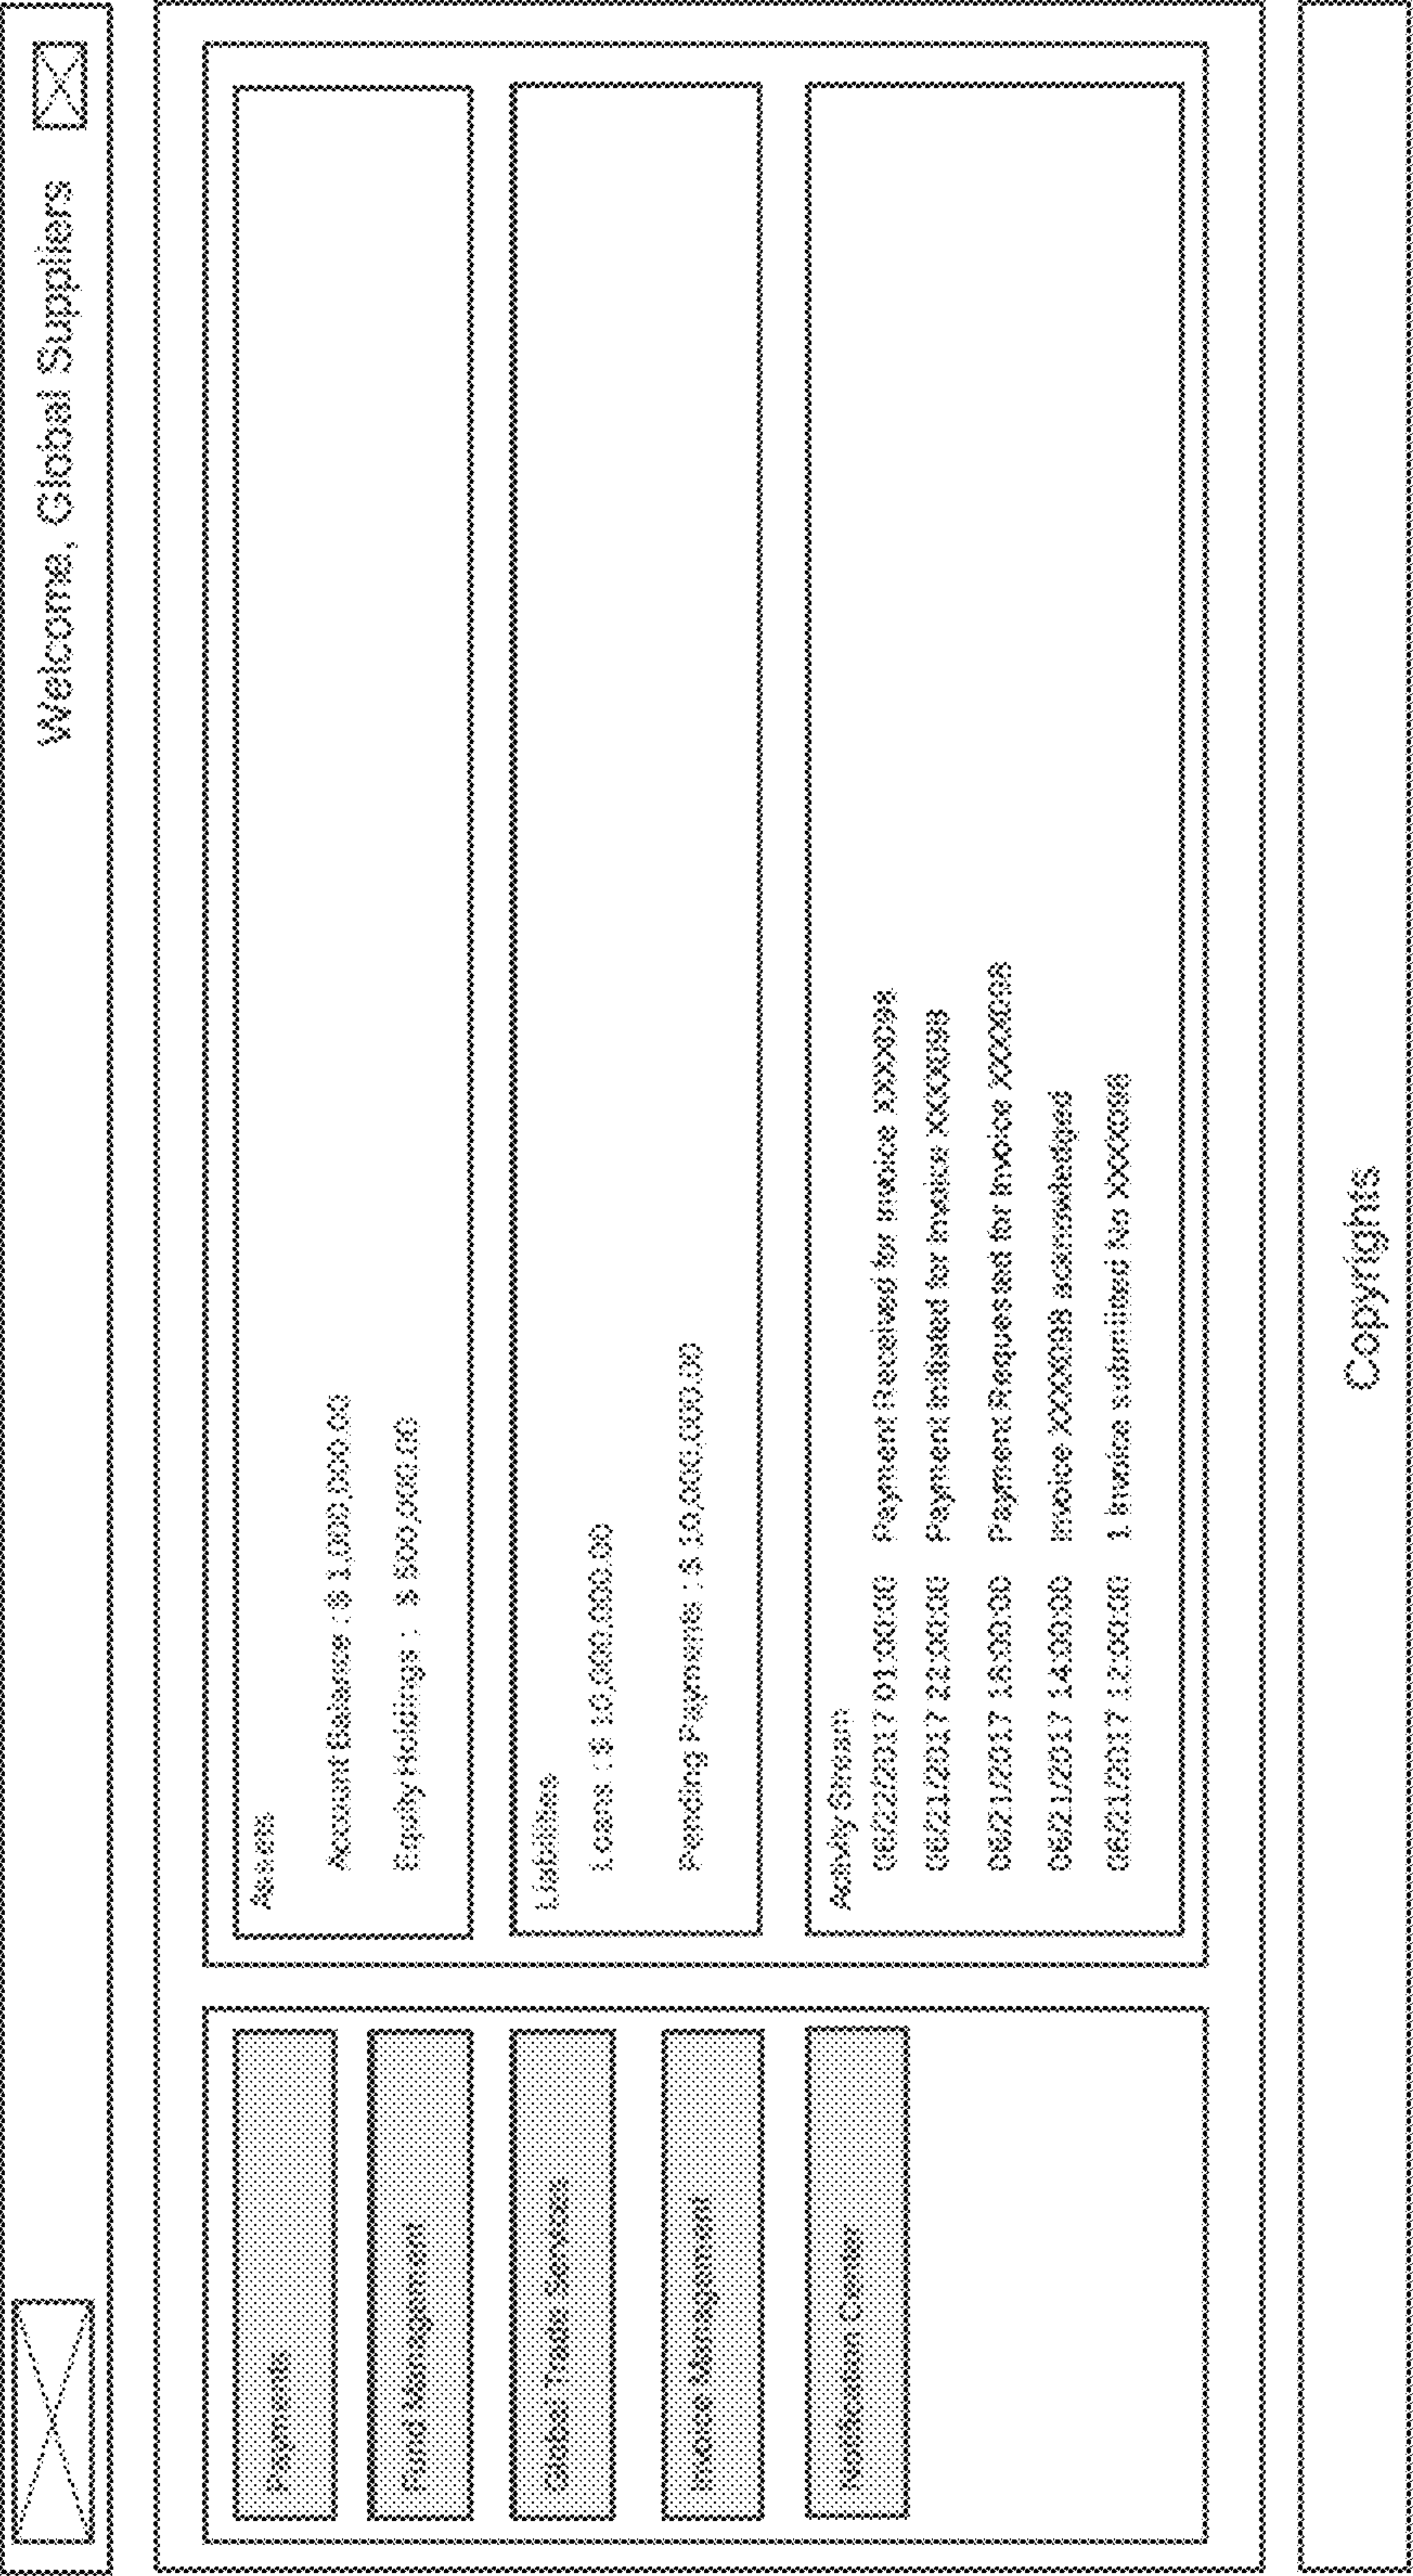 Welcome, Global Suppliers
Payments
Fund Management
Global Trade Services
Invoice Management
Notification Center
Assets
Account Balance : $ 1,000,000.00
Equity Holdings : $ 500,000.00
Liabilities
Loans : $ 10,000,000.00
Pending Payments : $ 10,000,000.00
Activity Stream
06/22/2017 01:00:00 Payment Received for Invoice XXXX098
06/21/2017 22:00:00 Payment Initiated for Invoice XXXX098
06/21/2017 16:00:00 Payment Requested for Invoice XXXX098
06/21/2017 14:00:00 Invoice XXXX098 acknowledged
06/21/2017 12:00:00 1 Invoice submitted No XXXX098
Copyrights